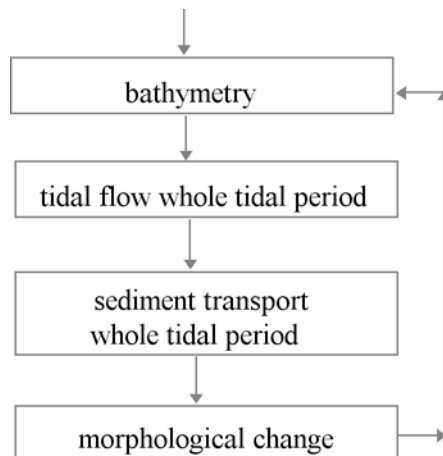 bathymetry
tidal flow whole tidal period
sediment transport
whole tidal period
morphological change